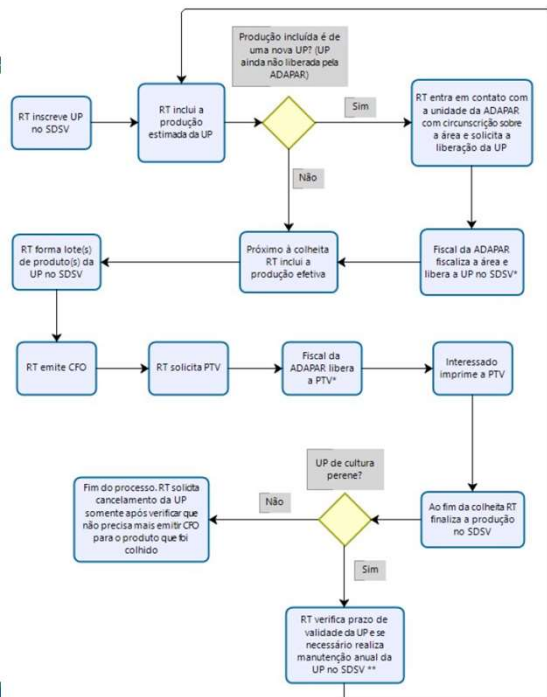 Produção incluída é de
uma nova UP? (UP
ainda não liberada pela
ADAPAR)
RT inscreve UP
no SDSV
RT inclui a
produção
estimada da UP
Sim
RT entra em contato com
a unidade da ADAPAR
com circunscrição sobre
a área e solicita a
liberação da UP
Não
RT forma lote(s)
de produto(s) da
UP no SDSV
Próximo à colheita
RT inclui a
produção efetiva
Fiscal da ADAPAR
fiscaliza a área e
libera a UP no SDSV*
RT emite CFO
RT solicita PTV
Fiscal da
ADAPAR libera
a PTV*
Interessado
imprime a PTV
UP de cultura
perene?
Fim do processo. RT solicita
cancelamento da UP
somente após verificar que
não precisa mais emitir CFO
para o produto que foi
colhido
Não
Ao fim da colheita RT
finaliza a produção
no SDSV
Sim
RT verifica prazo de
validade da UP e se
necessário realiza
manutenção anual da
UP no SDSV **